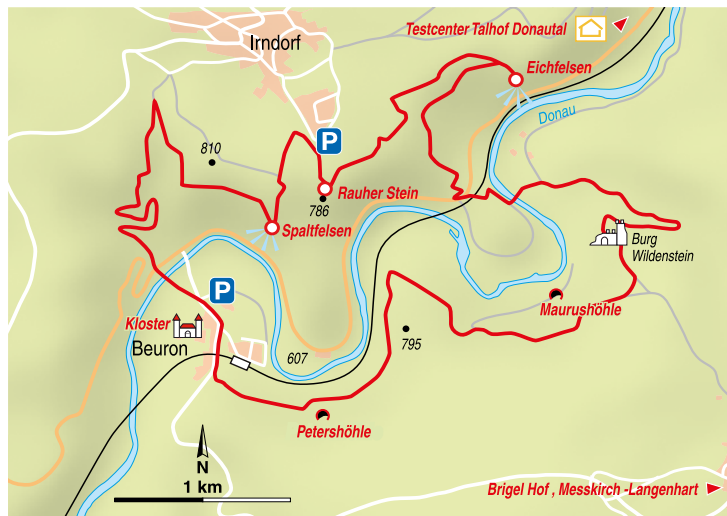 Testcenter Talhof Donautal
Irndorf
Eichfelsen
Donau
P
810
Rauher Stein
786
Spaltfelsen
Burg
Wildenstein
P
Maurushöhle
Kloster
Beuron
607
795
Petershöhle
N
1 km
Brigel Hof , Messkirch -Langenhart